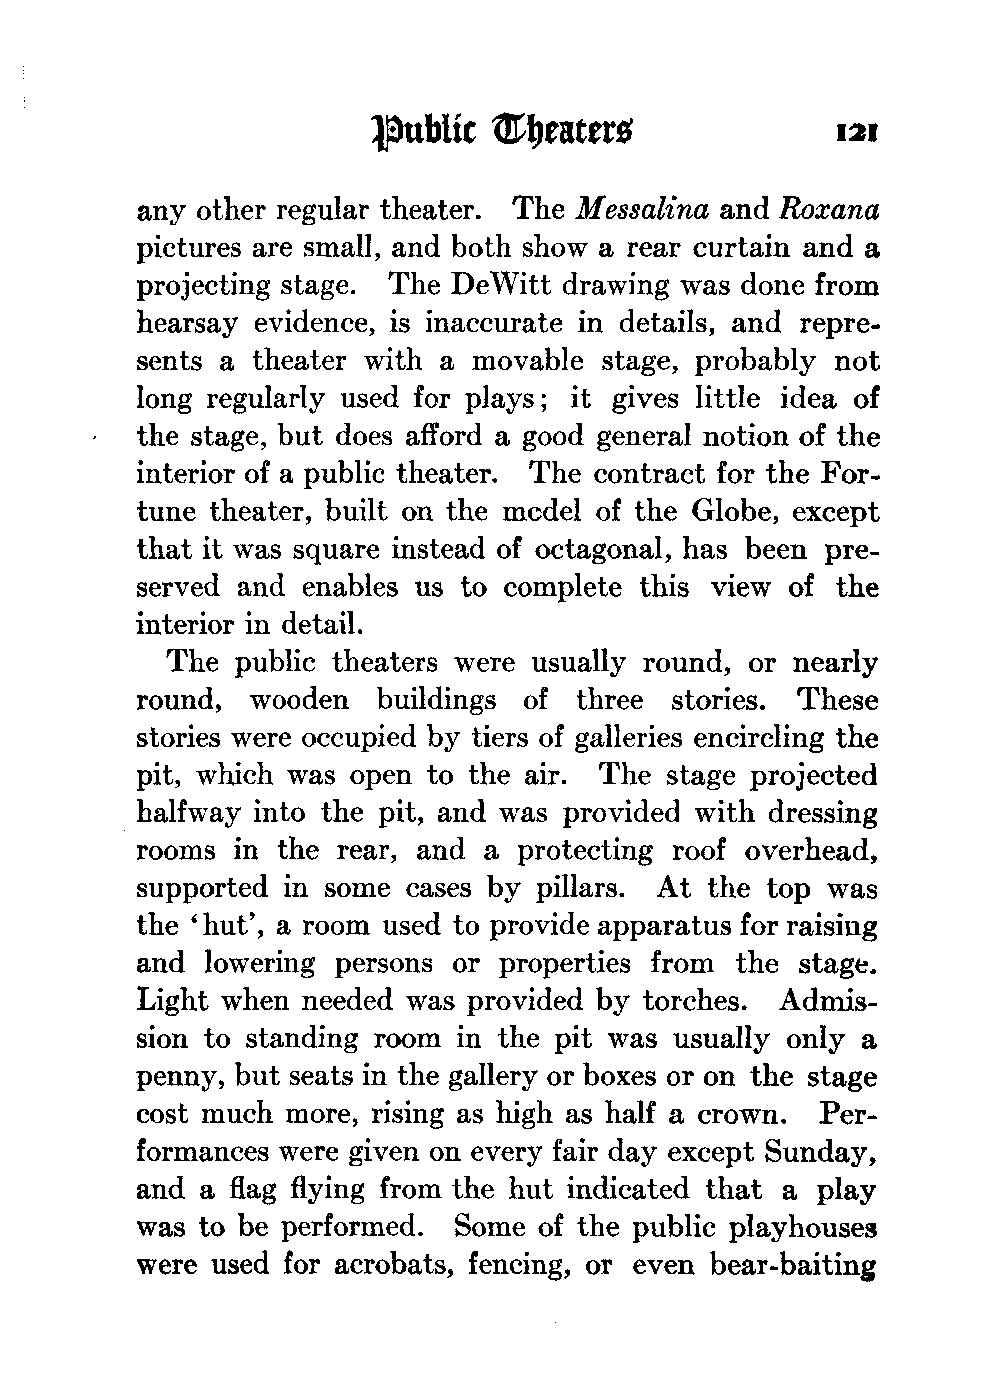 Public Theaters 121
any other regular theater. The Messalina and Roxana
pictures are small, and both show a rear curtain and a
projecting stage. The DeWitt drawing was done from
hearsay evidence, is inaccurate in details, and repre-
sents a theater with a movable stage, probably not
long regularly used for plays; it gives little idea of
the stage, but does afford a good general notion of the
interior of a public theater. The contract for the For-
tune theater, built on the model of the Globe, except
that it was square instead of octagonal, has been pre-
served and enables us to complete this view of the
interior in detail.
The public theaters were usually round, or nearly
round, wooden buildings of three stories. These
stories were occupied by tiers of galleries encircling the
pit, which was open to the air. The stage projected
halfway into the pit, and was provided with dressing
rooms in the rear, and a protecting roof overhead,
supported in some cases by pillars. At the top was
the 'hut', a room used to provide apparatus for raising
and lowering persons or properties from the stage.
Light when needed was provided by torches. Admis-
sion to standing room in the pit was usually only a
penny, but seats in the gallery or boxes or on the stage
cost much more, rising as high as half a crown. Per-
formances were given on every fair day except Sunday,
and a flag flying from the hut indicated that a play
was to be performed. Some of the public playhouses
were used for acrobats, fencing, or even bear-baiting